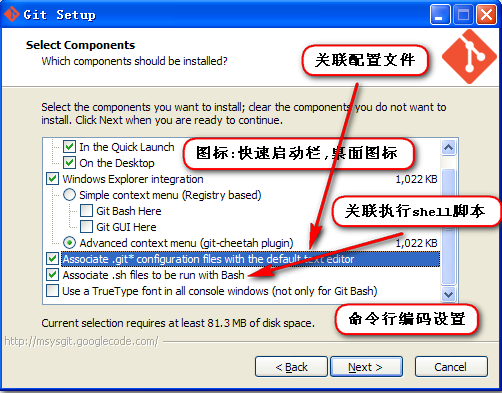 Git Setup
Select Components
Which components should be installed?
关联配置文件
Select the components you want to install; clear the components you do not want to
install. Click Next when you are ready to continue.
In the Quick Launch
On the Desktop
图标:快速启动栏,桌面图标
Windows Explorer integration
1,022 KB
Simple context menu (Registry based)
Git Bash Here
关联执行shell脚本
Git GUI Here
Advanced context menu (git-cheetah plugin)
1,022 KB
Associate .git* configuration files with the default text editor
Associate .sh files to be run with Bash
Use a TrueType font in all console windows (not only for Git Bash)
Current selection requires at least 81.3 MB of disk space.
命令行编码设置
http://msysgit.googlecode.com/
< Back
Next >
Cancel